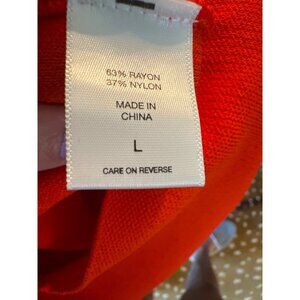 63% RAYON
37% NYLON
MADE IN
CHINA
L
CARE ON REVERSE